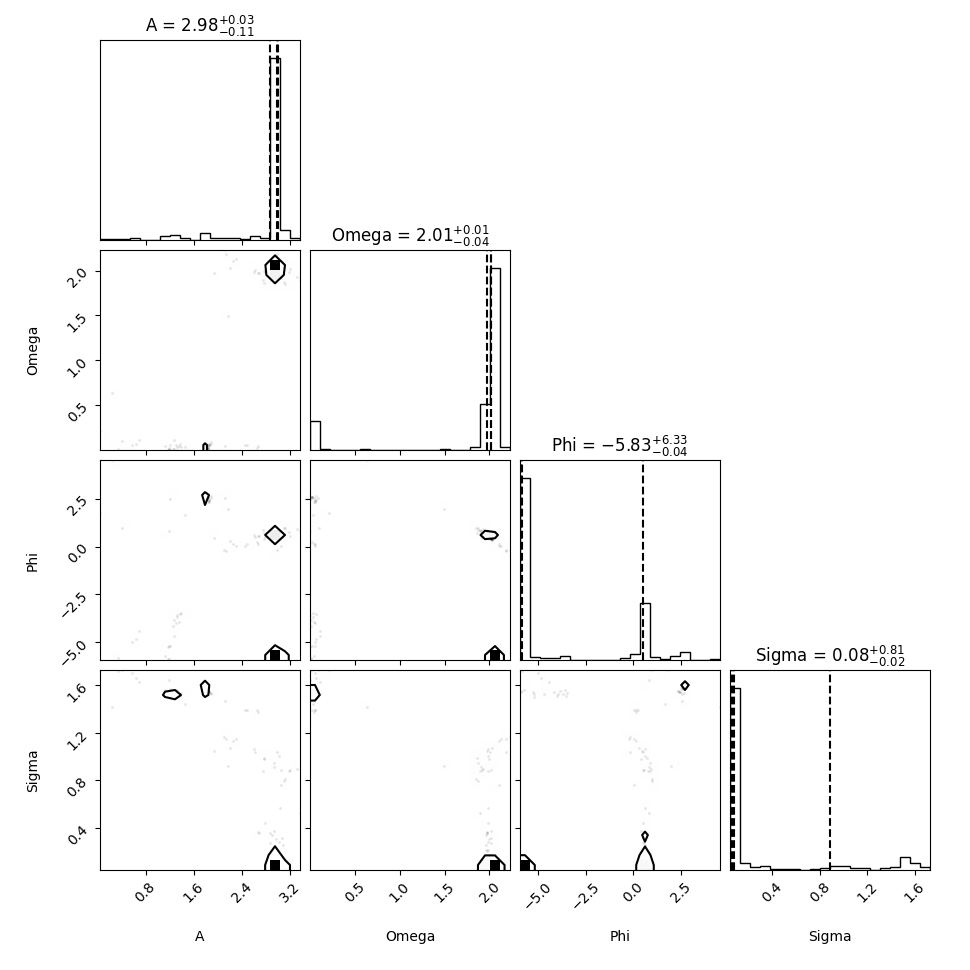 A = 2.98+0.03−0.11
Omega = 2.01+0.01−0.04
Omega
2.0
1.5
1.0
0.5
Phi = −5.83+6.33−0.04
Phi
2.5
0.0
−2.5
−5.0
Sigma = 0.08+0.81−0.02
Sigma
1.6
1.2
0.8
0.4
0.8 1.6 2.4 3.2 0.5 1.0 1.5 2.0 −5.0 −2.5 0.0 2.5 0.4 0.8 1.2 1.6
A Omega Phi Sigma